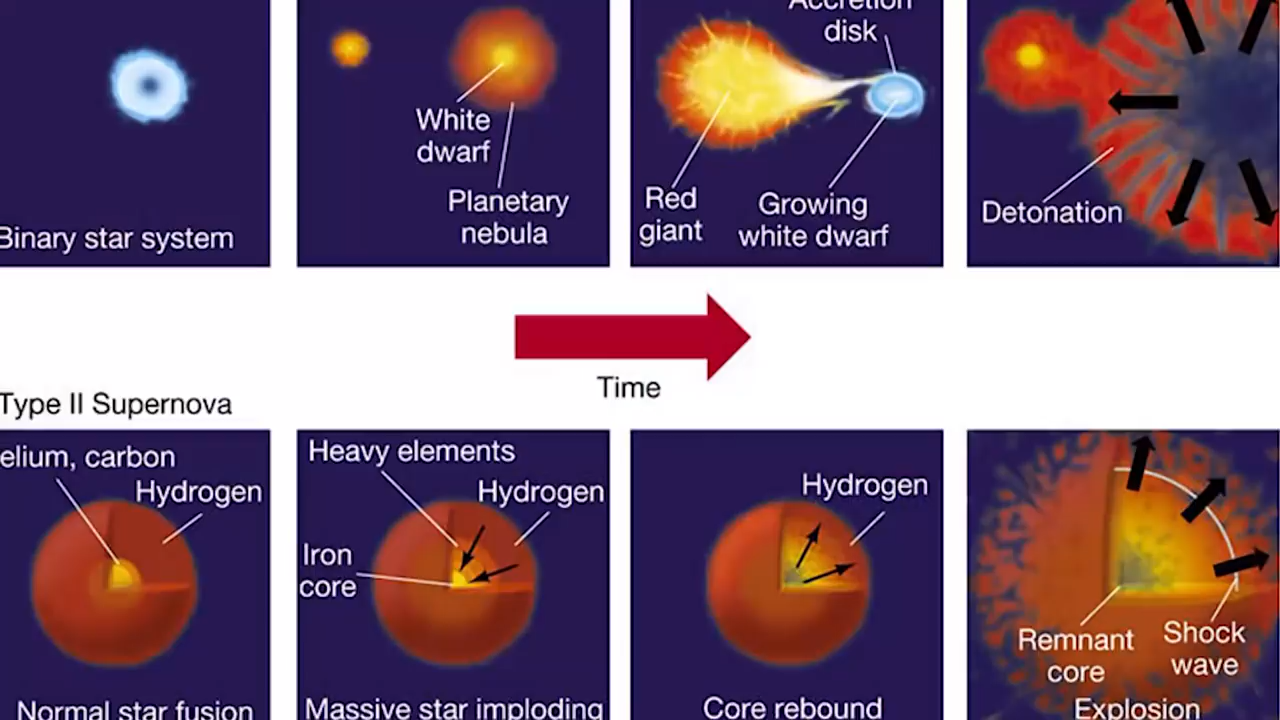 Accretion
disk
White
dwarf
Planetary
nebula
Red
giant
Growing
white dwarf
Detonation
Binary star system
Time
Type II Supernova
elium, carbon
Hydrogen
Heavy elements
Hydrogen
Iron
core
Hydrogen
Remnant
core
Shock
wave
Normal star fusion
Massive star imploding
Core rebound
Explosion